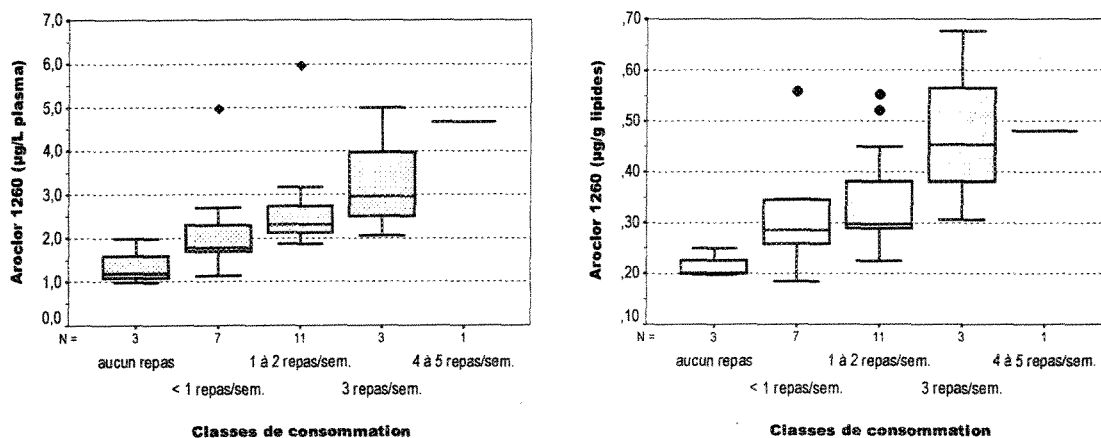 7,0
6,0
5,0
4,0
3,0
2,0
1,0
0,0
Aroclor 1260 (µg/L plasma)
N = 3 7 11 3 1
aucun repas 1 à 2 repas/sem. 4 à 5 repas/sem.
< 1 repas/sem. 3 repas/sem.
Classes de consommation
,70
,60
,50
,40
,30
,20
,10
Aroclor 1260 (µg/g lipides)
N = 3 7 11 3 1
aucun repas 1 à 2 repas/sem. 4 à 5 repas/sem.
< 1 repas/sem. 3 repas/sem.
Classes de consommation